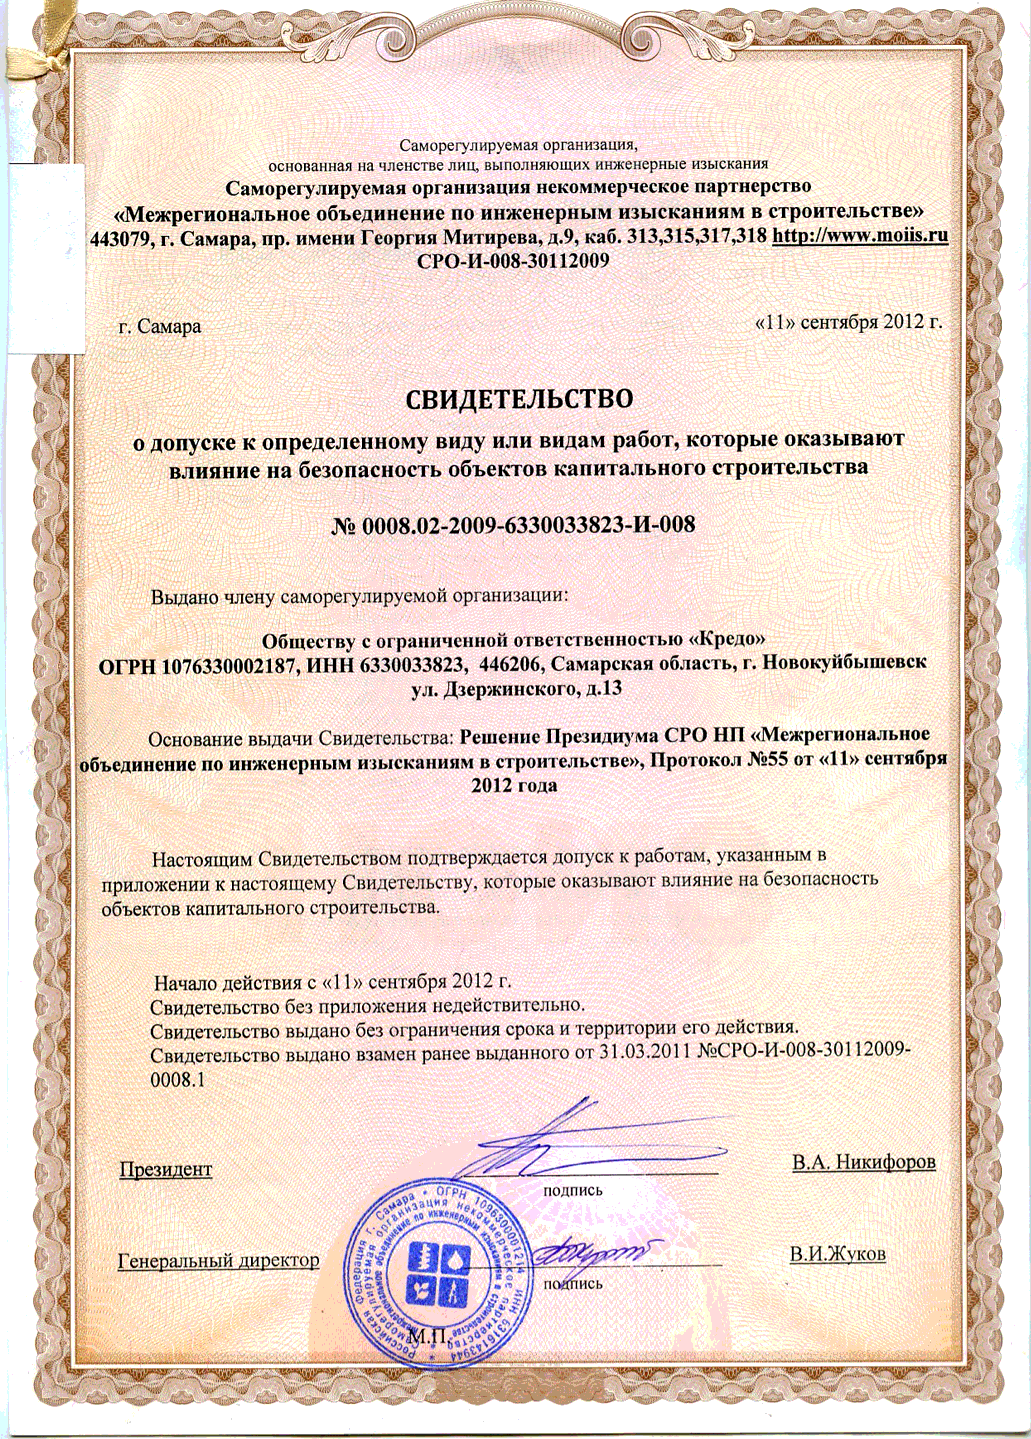 Саморегулируемая организация,
основанная на членстве лиц, выполняющих инженерные изыскания
Саморегулируемая организация некоммерческое партнерство
«Межрегиональное объединение по инженерным изысканиям в строительстве»
443079, г. Самара, пр. имени Георгия Митирева, д.9, каб. 313,315,317,318 http://www.moiis.ru
СРО-И-008-30112009
г. Самара
«11» сентября 2012 г.
СВИДЕТЕЛЬСТВО
о допуске к определенному виду или видам работ, которые оказывают
влияние на безопасность объектов капитального строительства
№ 0008.02-2009-6330033823-И-008
Выдано члену саморегулируемой организации:
Обществу с ограниченной ответственностью «Кредо»
ОГРН 1076330002187, ИНН 6330033823, 446206, Самарская область, г. Новокуйбышевск
ул. Дзержинского, д.13
Основание выдачи Свидетельства: Решение Президиума СРО НП «Межрегиональное
объединение по инженерным изысканиям в строительстве», Протокол №55 от «11» сентября
2012 года
Настоящим Свидетельством подтверждается допуск к работам, указанным в
приложении к настоящему Свидетельству, которые оказывают влияние на безопасность
объектов капитального строительства.
Начало действия с «11» сентября 2012 г.
Свидетельство без приложения недействительно.
Свидетельство выдано без ограничения срока и территории его действия.
Свидетельство выдано взамен ранее выданного от 31.03.2011 №СРО-И-008-30112009-
0008.1
Президент
В.А. Никифоров
подпись
Генеральный директор
В.И.Жуков
подпись
М.П.
Российская Федерация г. Самара * ОГРН 1096300001214 ИНН 6316143944 *
Саморегулируемая организация некоммерческое партнерство
Межрегиональное объединение по инженерным изысканиям в строительстве